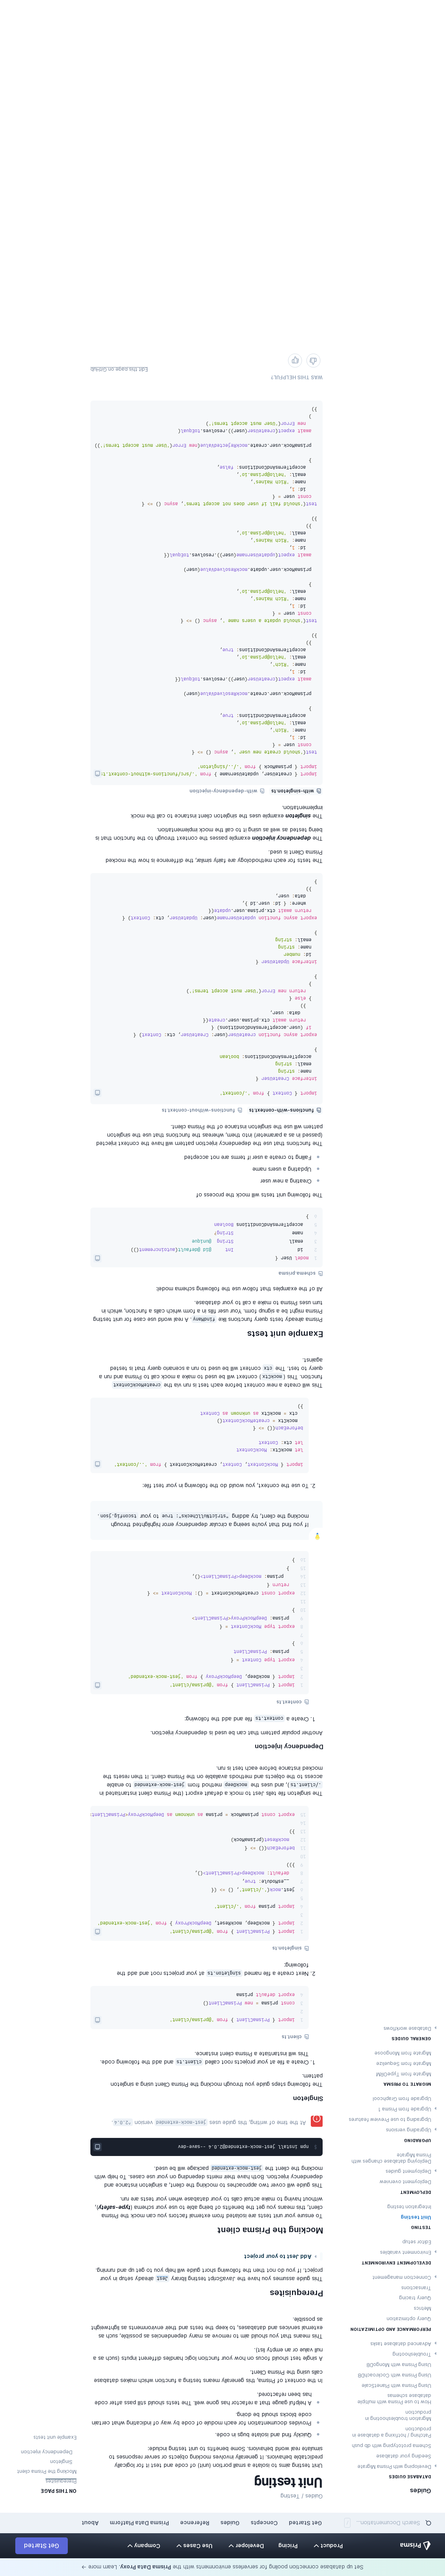 Set up database connection pooling for serverless environments with the Prisma Data Proxy. Learn more →
Prisma
Product
Pricing
Developer
Use Cases
Company
Get Started
Search Documentation...
Get Started
Concepts
Guides
Reference
Prisma Data Platform
About
Guides
DATABASE GUIDES
Developing with Prisma Migrate
Seeding your database
Schema prototyping with db push
Patching / hotfixing a database in
production
Migration troubleshooting in
production
How to use Prisma with multiple
database schemas
Using Prisma with PlanetScale
Using Prisma with CockroachDB
Using Prisma with MongoDB
Troubleshooting
Advanced database tasks
PERFORMANCE AND OPTIMIZATION
Query optimization
Metrics
Query tracing
Transactions
Connection management
DEVELOPMENT ENVIRONMENT
Environment variables
Editor setup
TESTING
Unit testing
Integration testing
DEPLOYMENT
Deployment overview
Deployment guides
Deploying database changes with
Prisma Migrate
UPGRADING
Upgrading versions
Upgrading to use Preview features
Upgrade from Prisma 1
Upgrade from Graphcool
MIGRATE TO PRISMA
Migrate from TypeORM
Migrate from Sequelize
Migrate from Mongoose
GENERAL GUIDES
Database workflows
Guides / Testing
Unit testing
Unit testing aims to isolate a small portion (unit) of code and test it for logically
predictable behaviors. It generally involves mocking objects or server responses to
simulate real world behaviors. Some benefits to unit testing include:
Quickly find and isolate bugs in code.
Provides documentation for each module of code by way of indicating what certain
code blocks should be doing.
A helpful gauge that a refactor has gone well. The tests should still pass after code
has been refactored.
In the context of Prisma, this generally means testing a function which makes database
calls using the Prisma Client.
A single test should focus on how your function logic handles different inputs (such as a
null value or an empty list).
This means that you should aim to remove as many dependencies as possible, such as
external services and databases, to keep the tests and their environments as lightweight
as possible.
Prerequisites
This guide assumes you have the JavaScript testing library Jest already setup in your
project. If you do not, then the following short guide will help you to get up and running
Add Jest to your project
Mocking the Prisma client
To ensure your unit tests are isolated from external factors you can mock the Prisma
client, this means you get the benefits of being able to use your schema (type-safety),
without having to make actual calls to your database when your tests are run.
This guide will cover two approaches to mocking the client, a singleton instance and
dependency injection. Both have their merits depending on your use cases. To help with
mocking the client the jest-mock-extended package will be used.
npm install jest-mock-extended@2.0.4 --save-dev
At the time of writing, this guide uses jest-mock-extended version ^2.0.4.
Singleton
The following steps guide you through mocking the Prisma Client using a singleton
pattern.
1. Create a file at your projects root called client.ts and add the following code.
This will instantiate a Prisma client instance.
client.ts
import { PrismaClient } from '@prisma/client'
const prisma = new PrismaClient()
export default prisma
2. Next create a file named singleton.ts at your projects root and add the
following:
singleton.ts
import { PrismaClient } from '@prisma/client'
import { mockDeep, mockReset, DeepMockProxy } from 'jest-mock-extended'
import prisma from './client'
jest.mock('./client', () => ({
__esModule: true,
default: mockDeep<PrismaClient>(),
}))
beforeEach(() => {
mockReset(prismaMock)
})
export const prismaMock = prisma as unknown as DeepMockProxy<PrismaClient>
The singleton file tells Jest to mock a default export (the Prisma Client instantiated in
./client.ts), and uses the mockDeep method from jest-mock-extended to enable
access to the objects and methods available on the Prisma Client. It then resets the
mocked instance before each test is run.
Dependency injection
Another popular pattern that can be used is dependency injection.
1. Create a context.ts file and add the following:
context.ts
import { PrismaClient } from '@prisma/client'
import { mockDeep, DeepMockProxy } from 'jest-mock-extended'
export type Context = {
prisma: PrismaClient
}
export type MockContext = {
prisma: DeepMockProxy<PrismaClient>
}
export const createMockContext = (): MockContext => {
return {
prisma: mockDeep<PrismaClient>(),
}
}
If you find that you're seeing a circular dependency error highlighted through
mocking the client, try adding "strictNullChecks": true to your tsconfig.json.
2. To use the context, you would do the following in your test file:
import { MockContext, Context, createMockContext } from '../context'
let mockCtx: MockContext
let ctx: Context
beforeEach(() => {
mockCtx = createMockContext()
ctx = mockCtx as unknown as Context
})
This will create a new context before each test is run via the createMockContext
function. This (mockCtx) context will be used to make a mock call to Prisma and run a
query to test. The ctx context will be used to run a scenario query that is tested
against.
Example unit tests
A real world use case for unit testing
Prisma might be a signup form. Your user fills in a form which calls a function, which in
turn uses Prisma to make a call to your database.
All of the examples that follow use the following schema model:
schema.prisma
model User {
id Int @id @default(autoincrement())
email String @unique
name String?
acceptTermsAndConditions Boolean
}
The following unit tests will mock the process of
Creating a new user
Updating a users name
Failing to create a user if terms are not accepted
The functions that use the dependency injection pattern will have the context injected
(passed in as a parameter) into them, whereas the functions that use the singleton
pattern will use the singleton instance of the Prisma client.
functions-with-context.ts
functions-without-context.ts
import { Context } from './context'
interface CreateUser {
name: string
email: string
acceptTermsAndConditions: boolean
}
export async function createUser(user: CreateUser, ctx: Context) {
if (user.acceptTermsAndConditions) {
return await ctx.prisma.user.create({
data: user,
})
} else {
return new Error('User must accept terms!')
}
}
interface UpdateUser {
id: number
name: string
email: string
}
export async function updateUsername(user: UpdateUser, ctx: Context) {
return await ctx.prisma.user.update({
where: { id: user.id },
data: user,
})
}
The tests for each methodology are fairly similar, the difference is how the mocked
Prisma Client is used.
The dependency injection example passes the context through to the function that is
being tested as well as using it to call the mock implementation.
The singleton example uses the singleton client instance to call the mock
implementation.
with-singleton.ts
with-dependency-injection
import { createUser, updateUsername } from '../functions-without-context'
import { prismaMock } from '../singleton'
test('should create new user ', async () => {
const user = {
id: 1,
name: 'Rich',
email: 'hello@prisma.io',
acceptTermsAndConditions: true,
}
prismaMock.user.create.mockResolvedValue(user)
await expect(createUser(user)).resolves.toEqual({
id: 1,
name: 'Rich',
email: 'hello@prisma.io',
acceptTermsAndConditions: true,
})
})
test('should update a users name ', async () => {
const user = {
id: 1,
name: 'Rich Haines',
email: 'hello@prisma.io',
}
prismaMock.user.update.mockResolvedValue(user)
await expect(updateUsername(user)).resolves.toEqual({
id: 1,
name: 'Rich Haines',
email: 'hello@prisma.io',
})
})
test('should fail if user does not accept terms', async () => {
const user = {
id: 1,
name: 'Rich Haines',
email: 'hello@prisma.io',
acceptTermsAndConditions: false,
}
prismaMock.user.create.mockRejectedValue(new Error('User must accept terms!'))
await expect(createUser(user)).resolves.toEqual(
new Error('User must accept terms!')
)
})
WAS THIS HELPFUL?
Edit this page on GitHub
ON THIS PAGE
Prerequisites
Mocking the Prisma client
Singleton
Dependency injection
Example unit tests